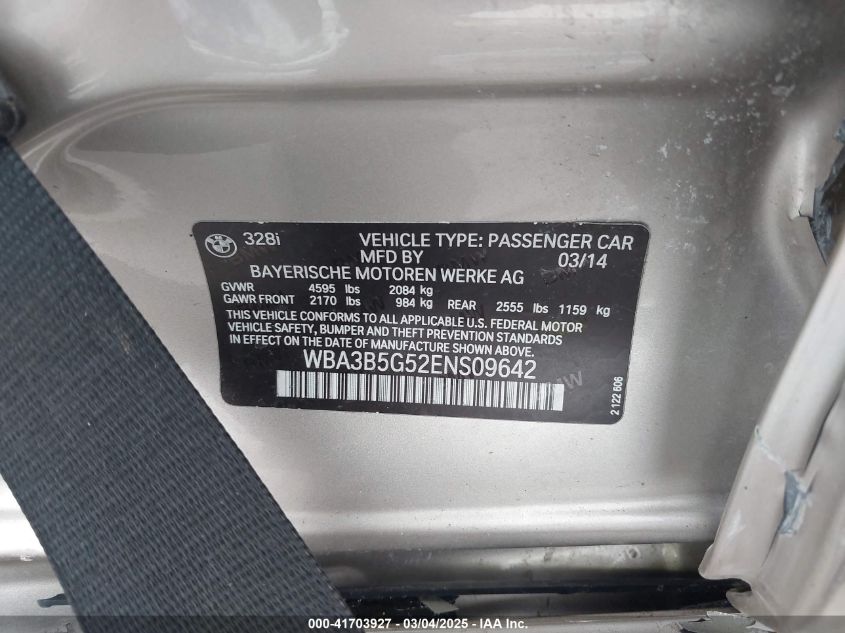 328i VEHICLE TYPE: PASSENGER CAR
MFD BY 03/14
BAYERISCHE MOTOREN WERKE AG
GVWR 4595 lbs 2084 kg
GAWR FRONT 2170 lbs 984 kg REAR 2555 lbs 1159 kg
THIS VEHICLE CONFORMS TO ALL APPLICABLE U.S. FEDERAL MOTOR
VEHICLE SAFETY, BUMPER AND THEFT PREVENTION STANDARDS
IN EFFECT ON THE DATE OF MANUFACTURE SHOWN ABOVE.
WBA3B5G52ENS09642
2 122 606
000-41703927 - 03/04/2025 - IAA Inc.